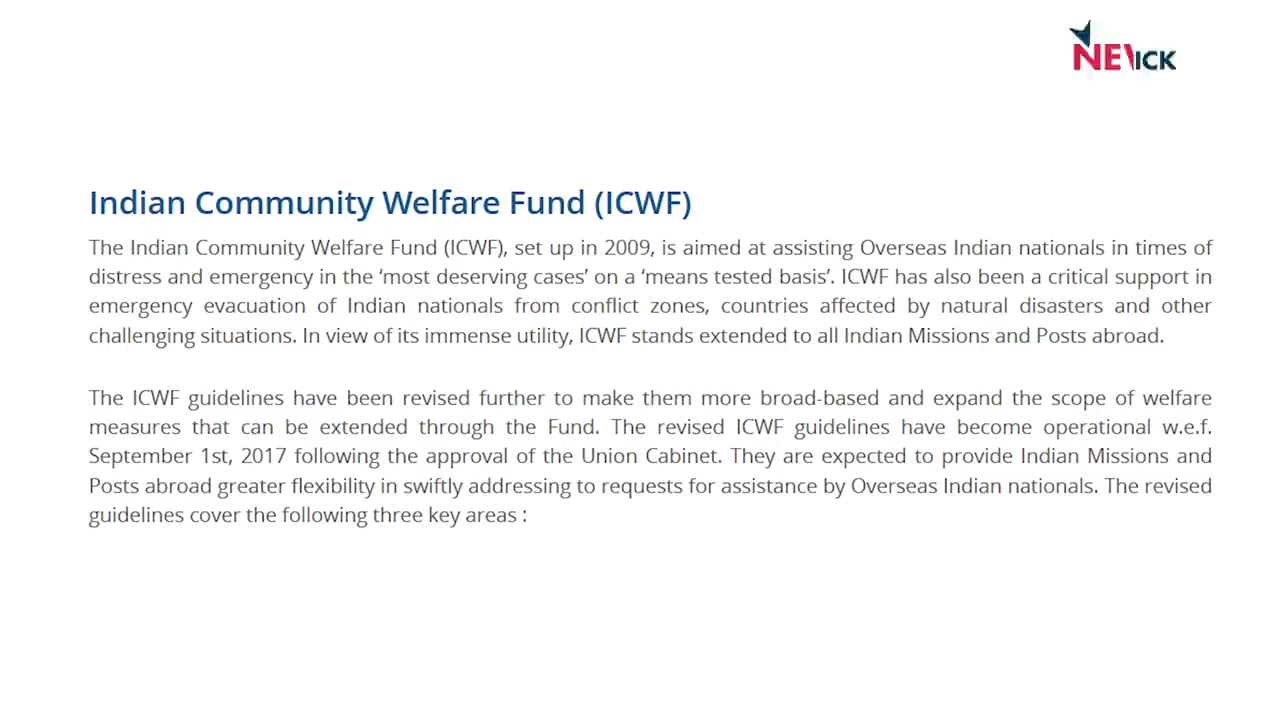 NEWICK
Indian Community Welfare Fund (ICWF)
The Indian Community Welfare Fund (ICWF), set up in 2009, is aimed at assisting Overseas Indian nationals in times of
distress and emergency in the ‘most deserving cases’ on a ‘means tested basis’. ICWF has also been a critical support in
emergency evacuation of Indian nationals from conflict zones, countries affected by natural disasters and other
challenging situations. In view of its immense utility, ICWF stands extended to all Indian Missions and Posts abroad.
The ICWF guidelines have been revised further to make them more broad-based and expand the scope of welfare
measures that can be extended through the Fund. The revised ICWF guidelines have become operational w.e.f.
September 1st, 2017 following the approval of the Union Cabinet. They are expected to provide Indian Missions and
Posts abroad greater flexibility in swiftly addressing to requests for assistance by Overseas Indian nationals. The revised
guidelines cover the following three key areas :